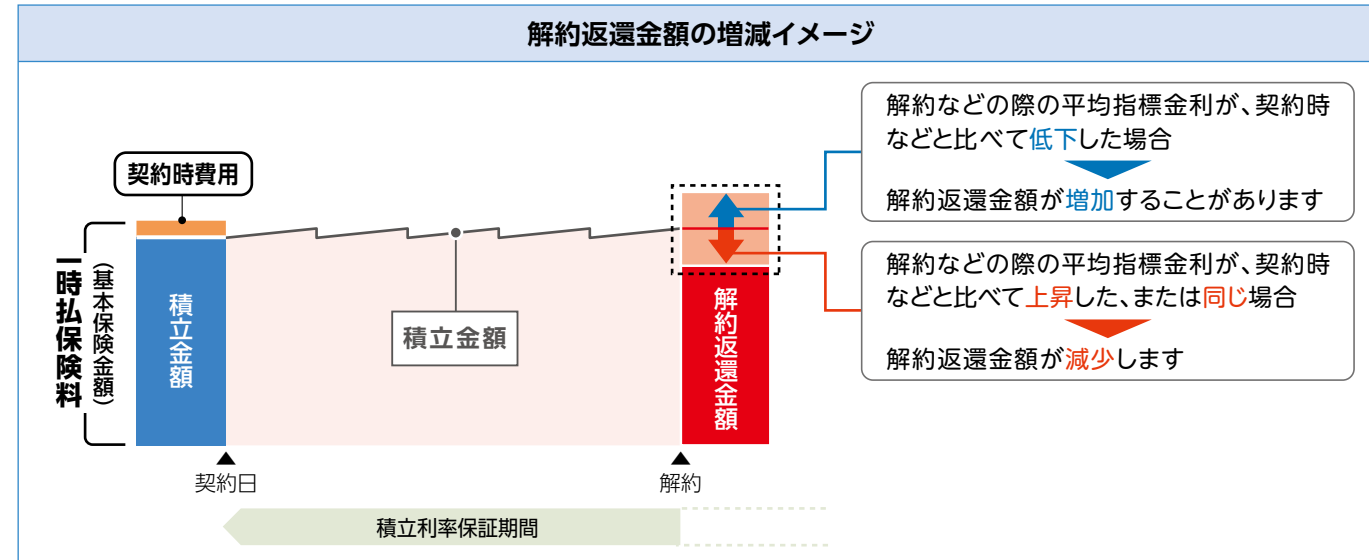 解約返還金額の増減イメージ
解約などの際の平均指標金利が、契約時
などと比べて低下した場合
解約返還金額が増加することがあります
契約時費用
解約などの際の平均指標金利が、契約時
などと比べて上昇した、または同じ場合
解約返還金額が減少します
一時払保険料
（基本保険金額）
積立金額
積立金額
解約返還金額
契約日
解約
積立利率保証期間